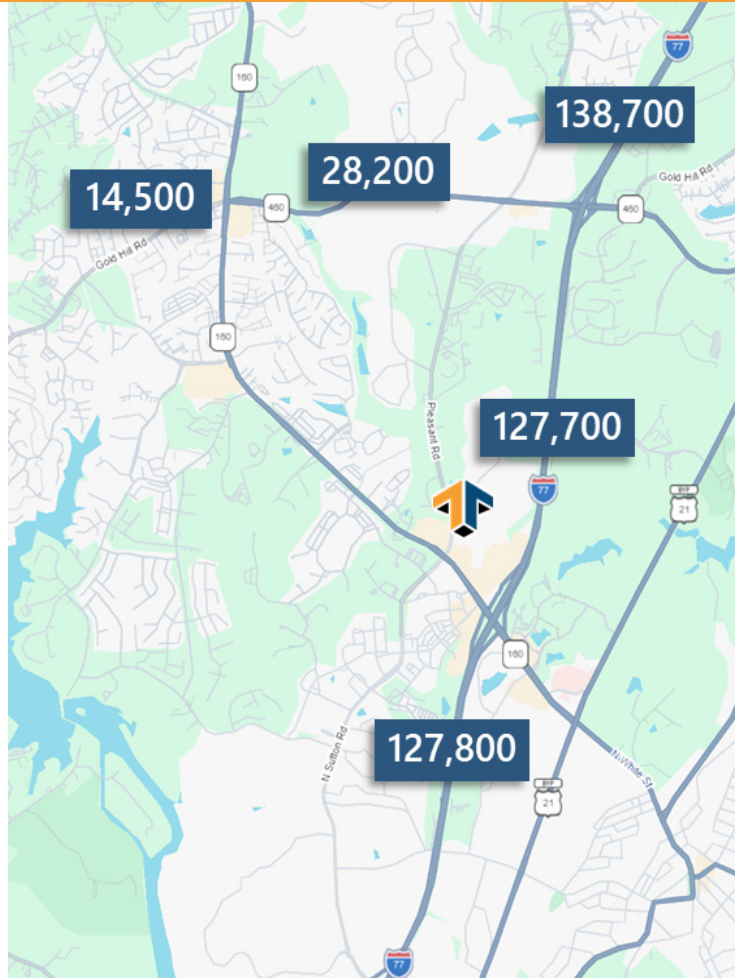 77
160
138,700
28,200
Gold Hill Rd
14,500
460
460
Gold Hill Rd
160
Pleasant Rd
127,700
77
BYP
21
160
N Sutton Rd
127,800
N White St
BYP
21
77